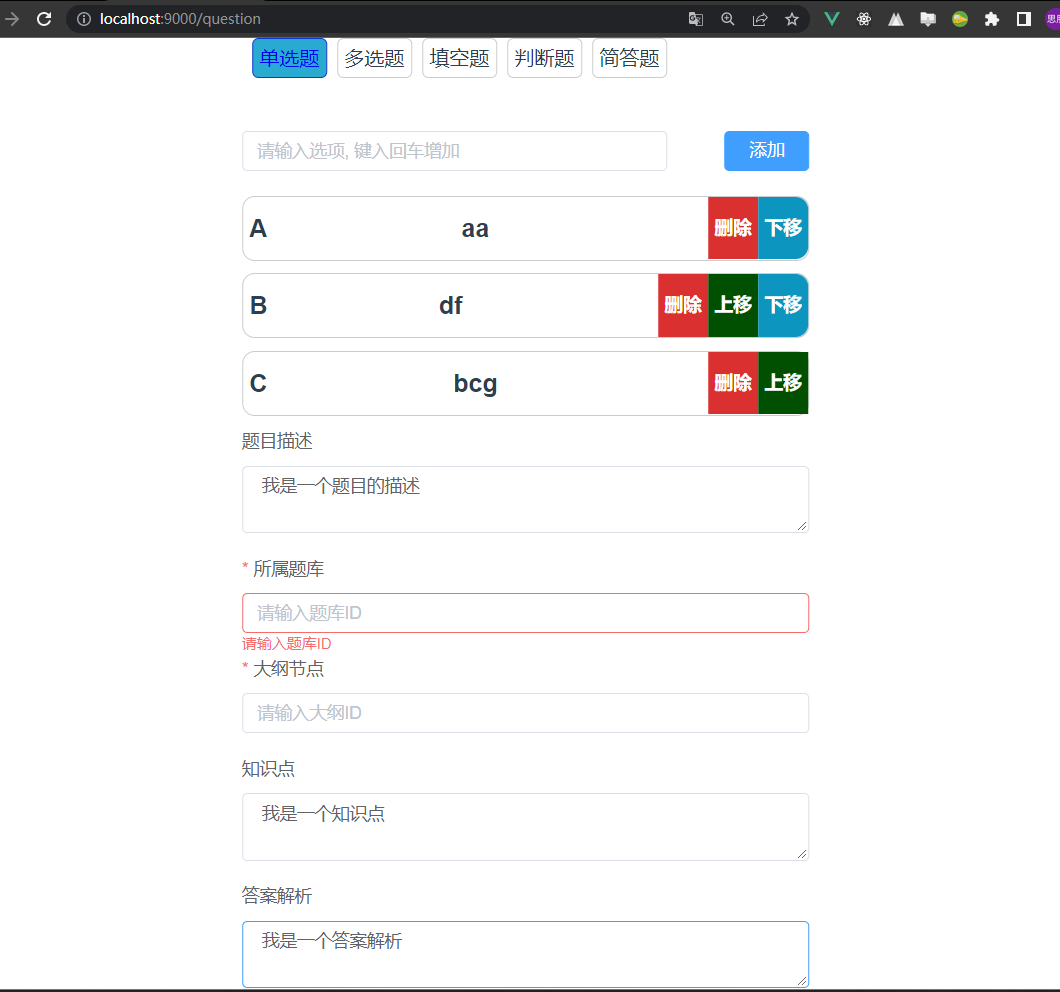 localhost:9000/question
单选题 多选题 填空题 判断题 简答题
请输入选项, 键入回车增加 添加
A aa 删除 下移
B df 删除 上移 下移
C bcg 删除 上移
题目描述
我是一个题目的描述
* 所属题库
请输入题库ID
请输入题库ID
* 大纲节点
请输入大纲ID
知识点
我是一个知识点
答案解析
我是一个答案解析